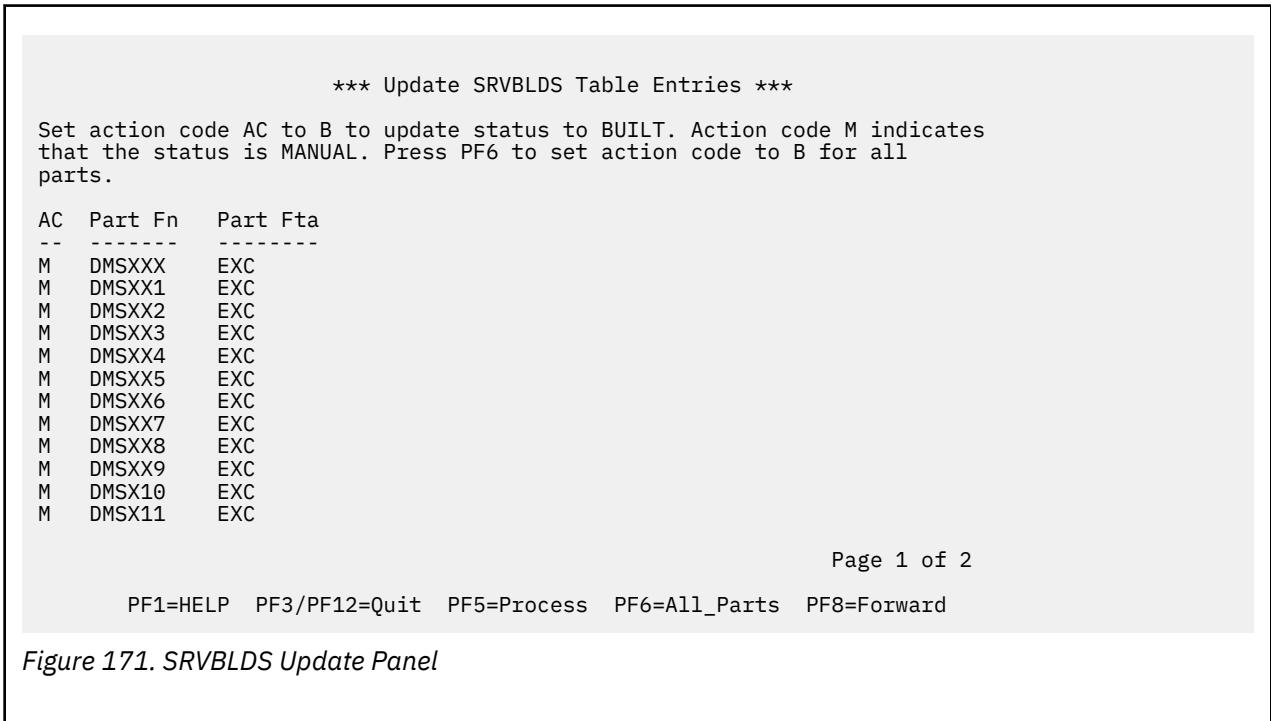 *** Update SRVBLDS Table Entries ***
Set action code AC to B to update status to BUILT. Action code M indicates
that the status is MANUAL. Press PF6 to set action code to B for all
parts.
AC  Part Fn   Part Fta
--  -------   --------
M   DMSXXX    EXC
M   DMSXX1    EXC
M   DMSXX2    EXC
M   DMSXX3    EXC
M   DMSXX4    EXC
M   DMSXX5    EXC
M   DMSXX6    EXC
M   DMSXX7    EXC
M   DMSXX8    EXC
M   DMSXX9    EXC
M   DMSX10    EXC
M   DMSX11    EXC
Page 1 of 2
PF1=HELP  PF3/PF12=Quit  PF5=Process  PF6=All_Parts  PF8=Forward
Figure 171. SRVBLDS Update Panel